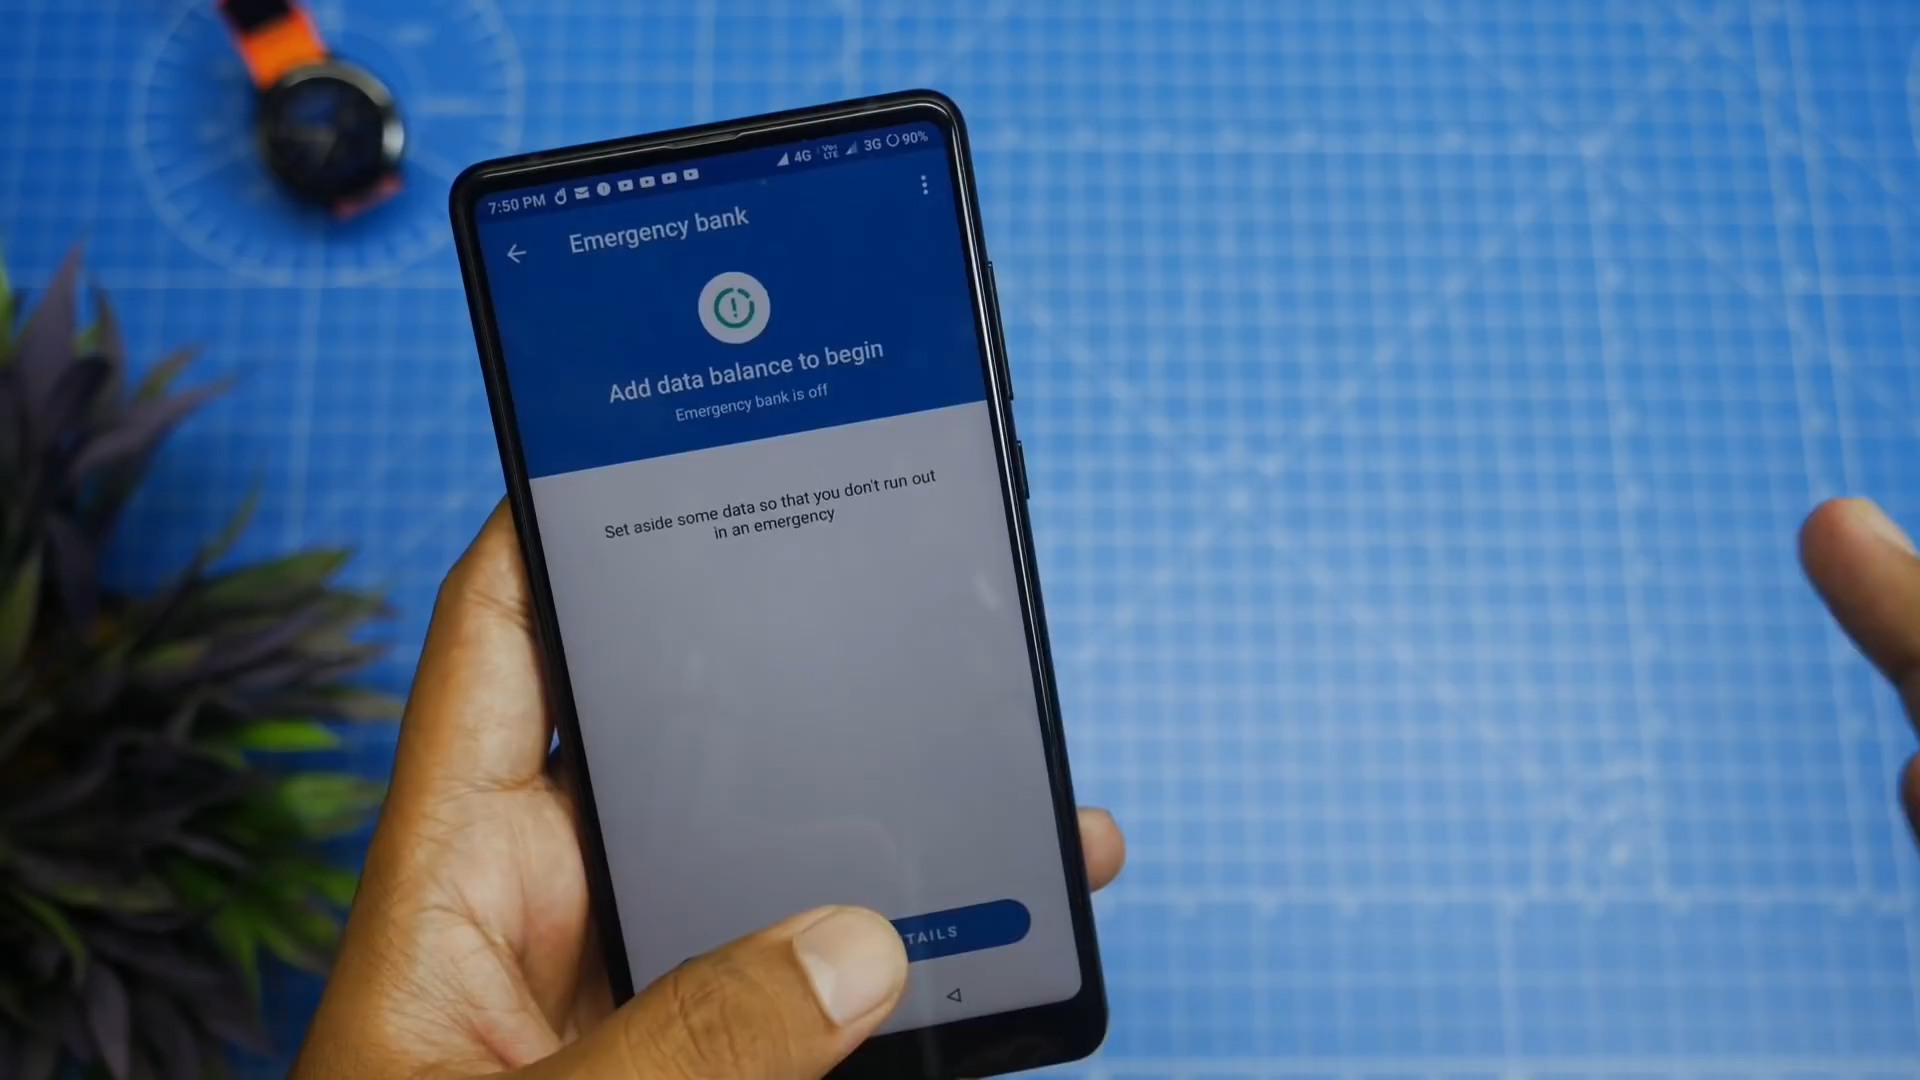 7:50 PM 4G VoLTE 3G 90%
Emergency bank
Add data balance to begin
Emergency bank is off
Set aside some data so that you don't run out
in an emergency
TAILS